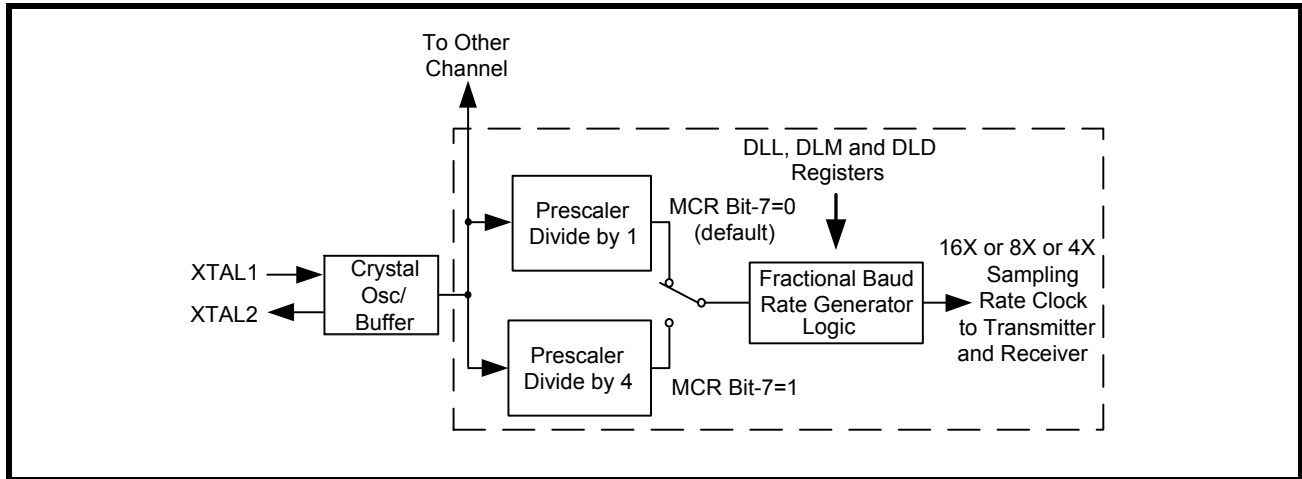 To Other
Channel
DLL, DLM and DLD
Registers
Prescaler
Divide by 1
MCR Bit-7=0
(default)
16X or 8X or 4X
Sampling
Rate Clock
to Transmitter
and Receiver
XTAL1
XTAL2
Crystal
Osc/
Buffer
Fractional Baud
Rate Generator
Logic
Prescaler
Divide by 4
MCR Bit-7=1